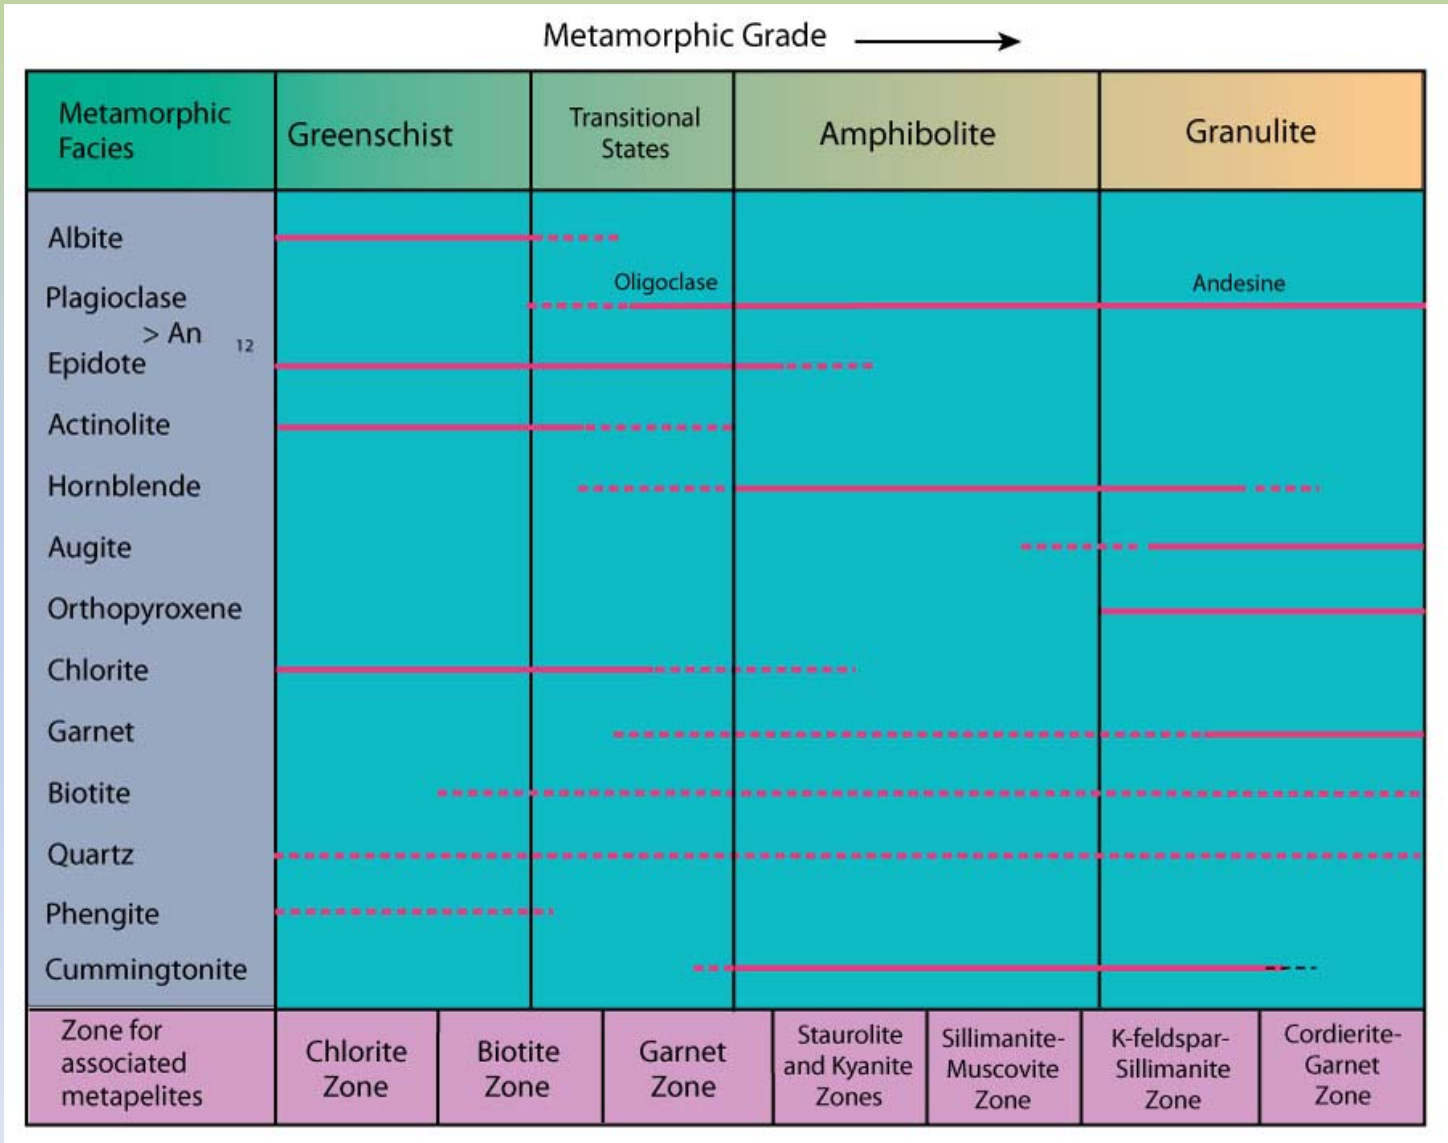 Metamorphic Grade
Metamorphic
Facies
Greenschist
Transitional
States
Amphibolite
Granulite
Albite
Plagioclase
> An 12
Oligoclase
Andesine
Epidote
Actinolite
Hornblende
Augite
Orthopyroxene
Chlorite
Garnet
Biotite
Quartz
Phengite
Cummingtonite
Zone for
associated
metapelites
Chlorite
Zone
Biotite
Zone
Garnet
Zone
Staurolite
and Kyanite
Zones
Sillimanite-
Muscovite
Zone
K-feldspar-
Sillimanite
Zone
Cordierite-
Garnet
Zone